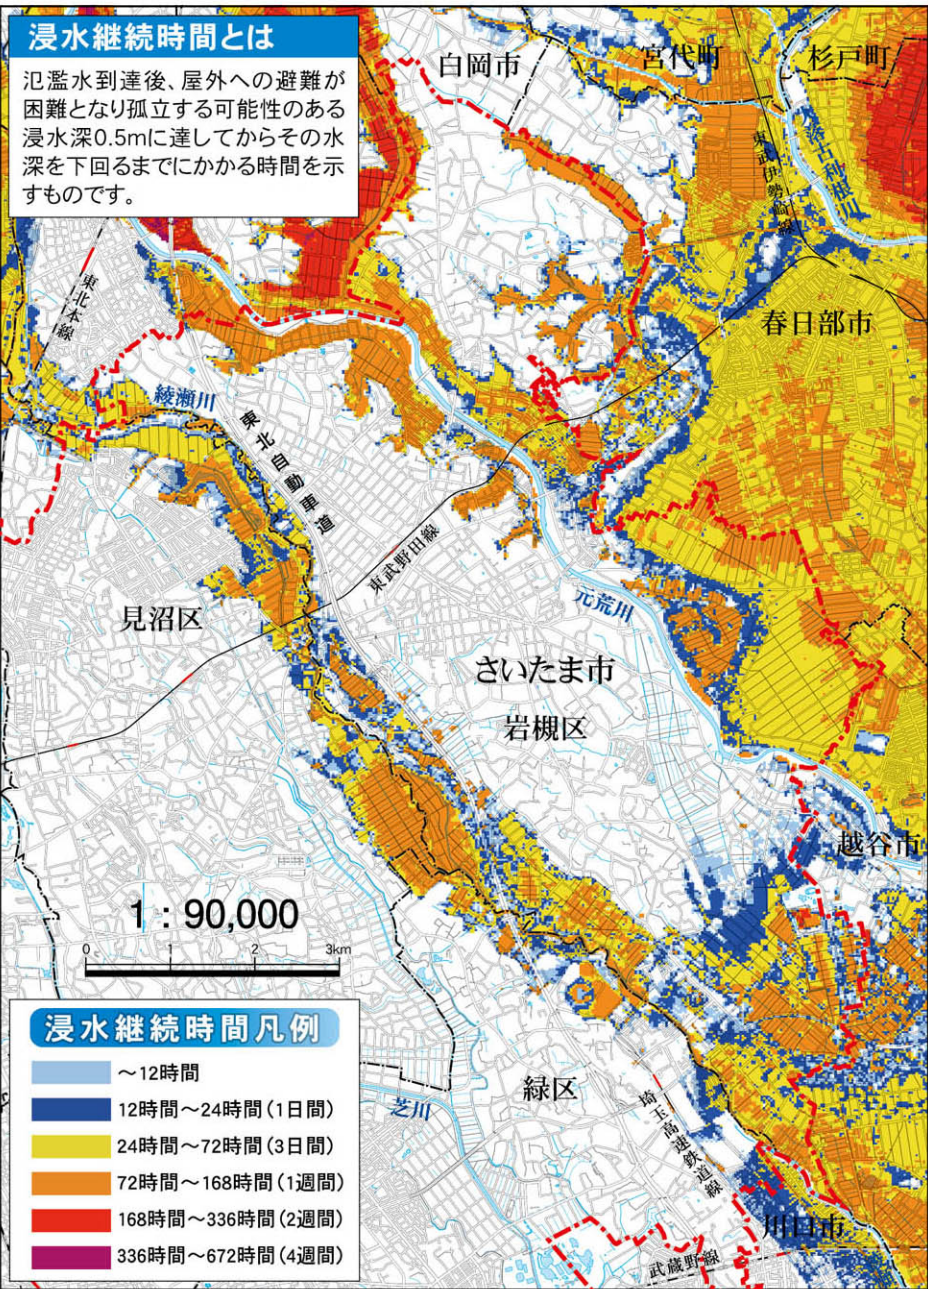 浸水継続時間とは
氾濫水到達後、屋外への避難が
困難となり孤立する可能性のある
浸水深0.5mに達してからその水
深を下回るまでにかかる時間を示
すものです。
白岡市
宮代町
杉戸町
大落古利根川
東武伊勢崎線
東北本線
春日部市
綾瀬川
東北自動車道
東武野田線
元荒川
見沼区
さいたま市
岩槻区
越谷市
1：90,000
0 1 2 3km
緑区
芝川
埼玉高速鉄道線
川口市
武蔵野線
浸水継続時間凡例
～12時間
12時間～24時間(1日間)
24時間～72時間(3日間)
72時間～168時間(1週間)
168時間～336時間(2週間)
336時間～672時間(4週間)